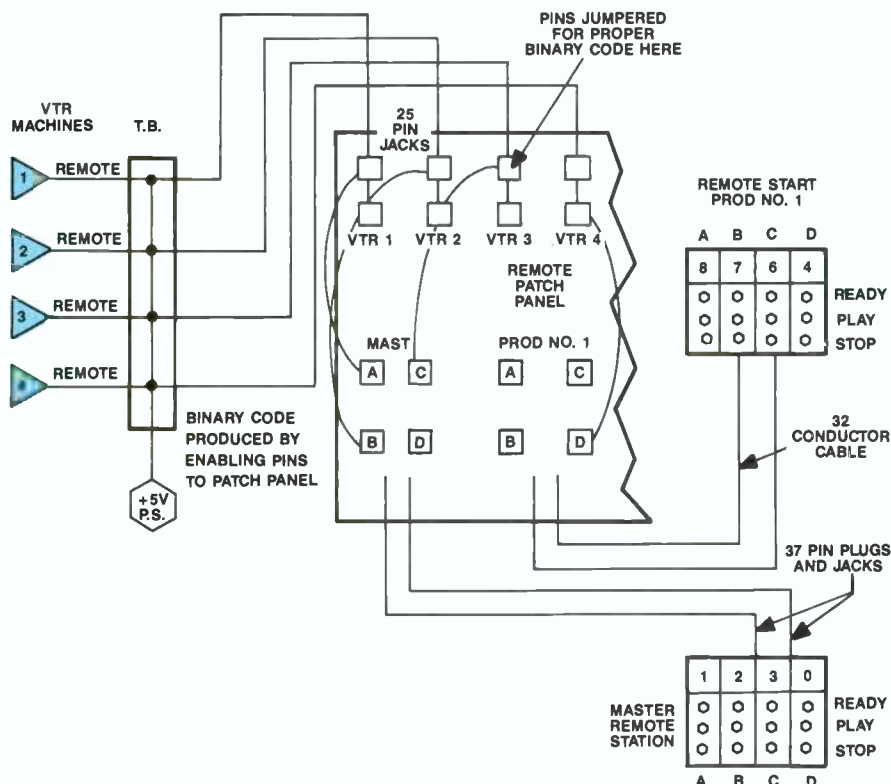 PINS JUMPERED
FOR PROPER
BINARY CODE HERE
VTR
MACHINES
T.B.
25
PIN
JACKS
1
REMOTE
2
REMOTE
3
REMOTE
REMOTE
VTR 1
VTR 2
VTR 3
VTR 4
REMOTE
PATCH
PANEL
MAST
PROD NO. 1
A
C
A
C
B
D
B
D
BINARY CODE
PRODUCED BY
ENABLING PINS
TO PATCH PANEL
+5V
P.S.
REMOTE START
PROD NO. 1
A B C D
8 7 6 4
READY
PLAY
STOP
32
CONDUCTOR
CABLE
37 PIN PLUGS
AND JACKS
1 2 3 0
MASTER
REMOTE
STATION
READY
PLAY
STOP
A B C D